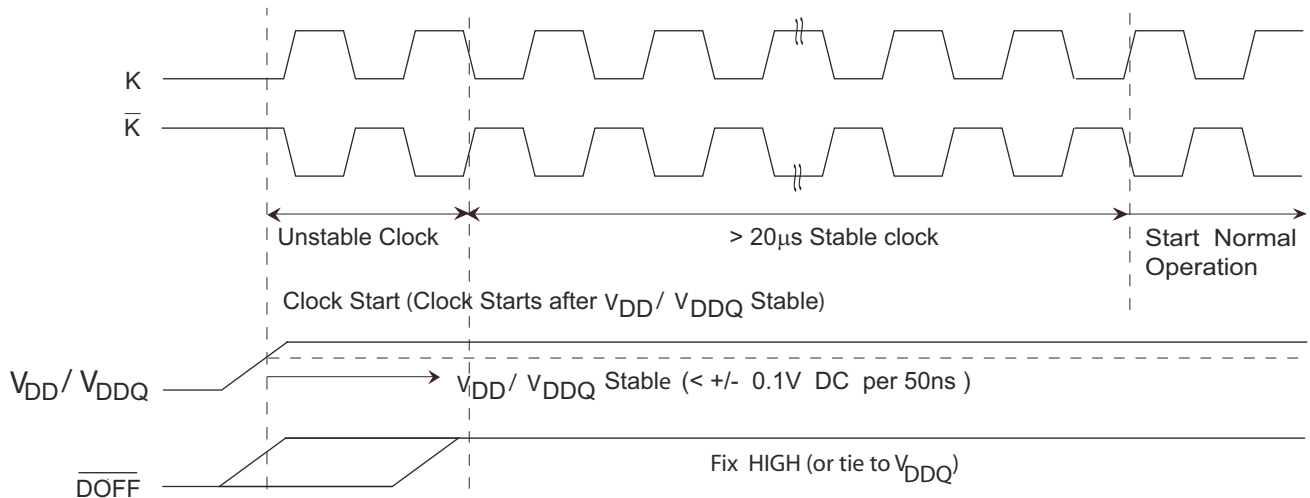 K
K̅
Unstable Clock
> 20μs Stable clock
Start Normal
Operation
Clock Start (Clock Starts after VDD / VDDQ Stable)
VDD / VDDQ
VDD / VDDQ Stable (< +/- 0.1V DC per 50ns )
D̅O̅F̅F̅
Fix HIGH (or tie to VDDQ)